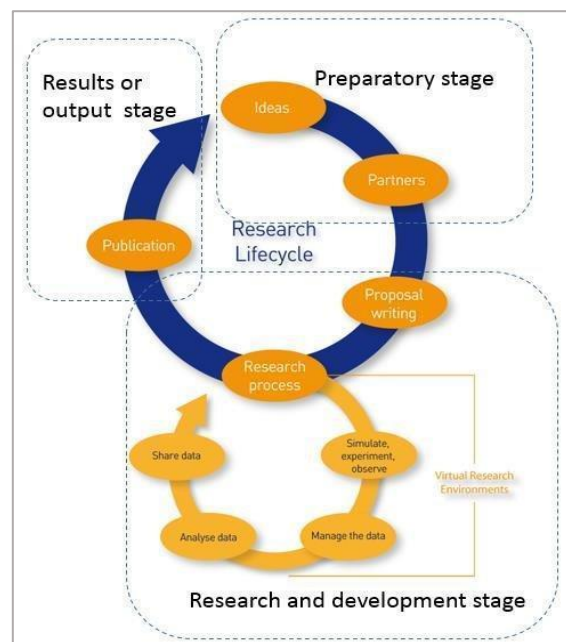 Results or
output stage
Preparatory stage
Ideas
Partners
Publication
Research
Lifecycle
Proposal
writing
Research
process
Share data
Simulate,
experiment,
observe
Virtual Research
Environments
Analyse data
Manage the data
Research and development stage